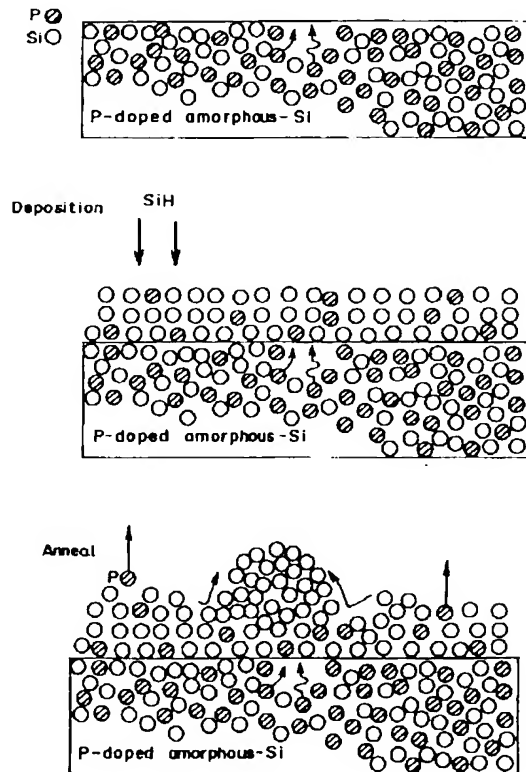 P
Si
P-doped amorphous-Si
Deposition
SiH
P-doped amorphous-Si
Anneal
P
P-doped amorphous-Si